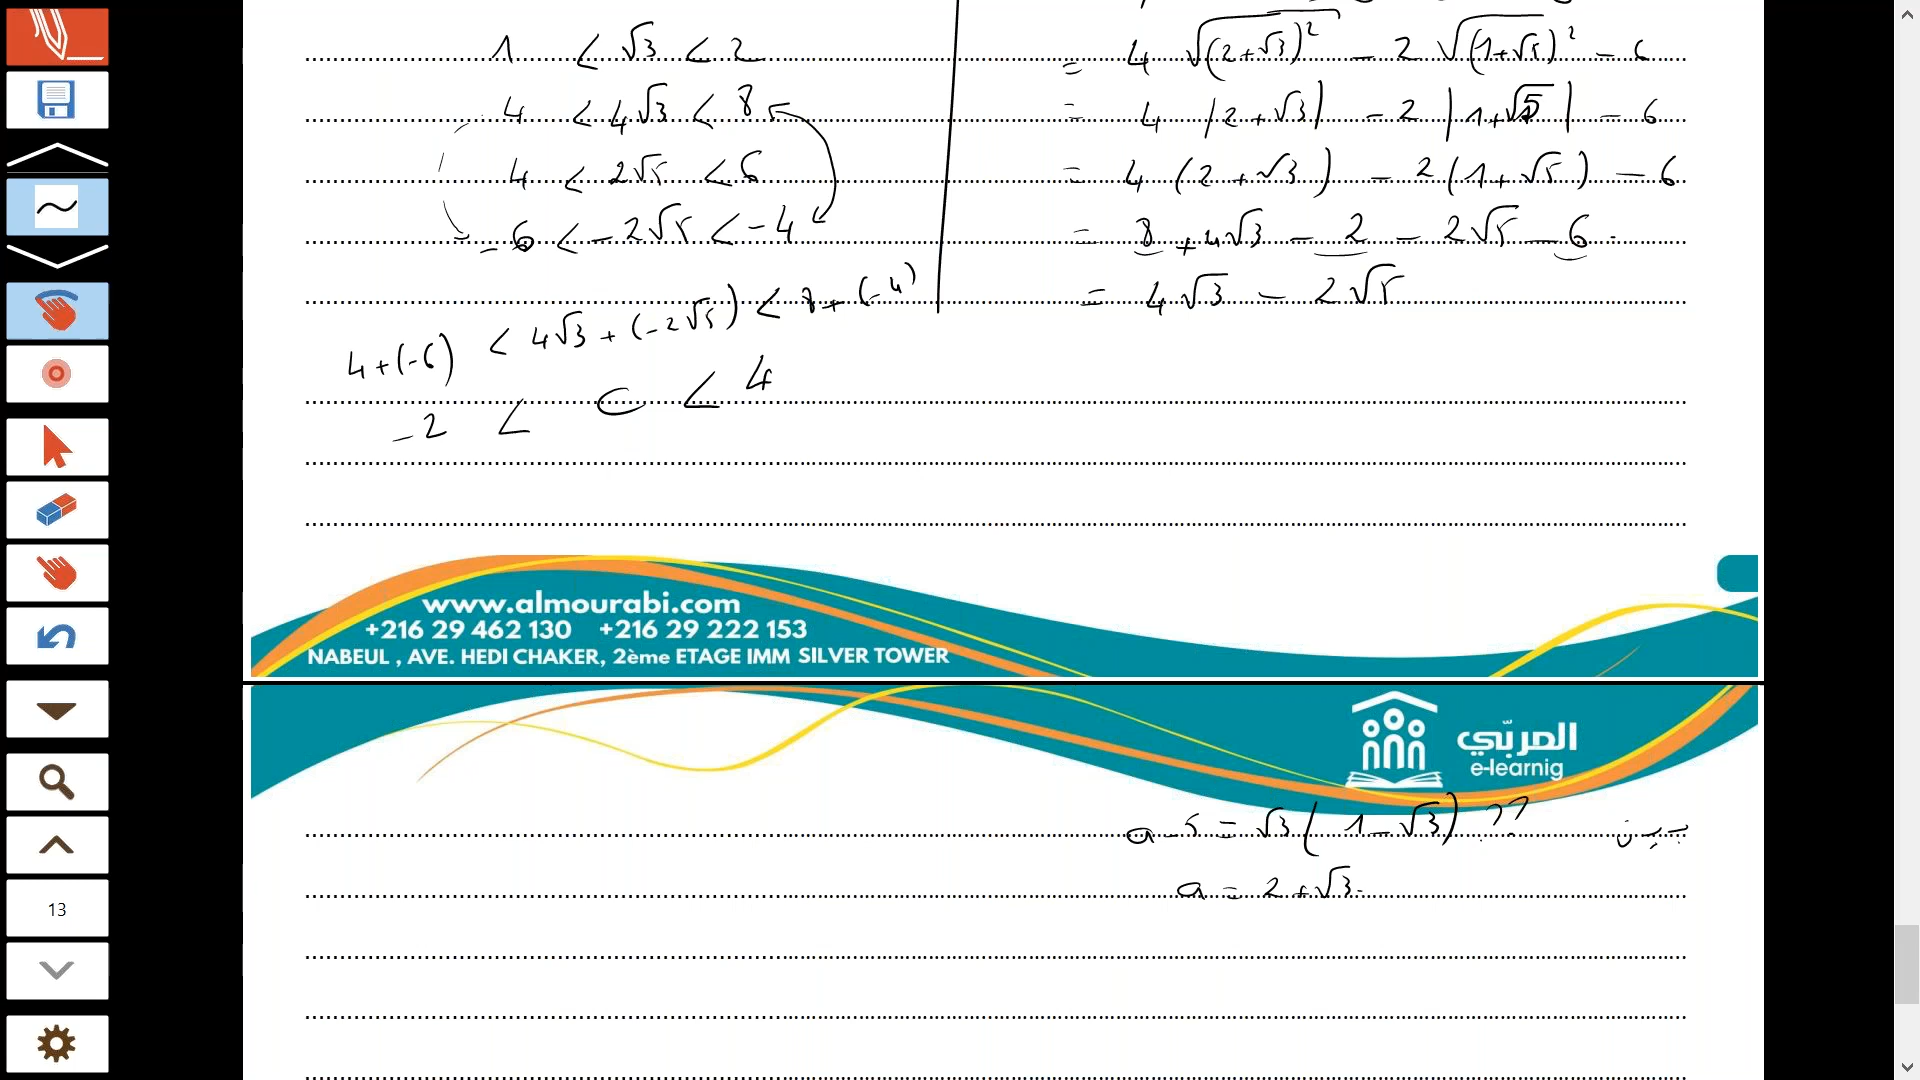 1 < √3 < 2
4 < 4√3 < 8
4 < 2√5 < 6
-6 < -2√5 < -4
4+(-6) < 4√3 + (-2√5) < 8 + (-4)
-2 < C < 4
= 4 √(2+√3)² - 2 √(1+√5)² - 6
= 4 |2+√3| - 2 |1+√5| - 6
= 4 (2+√3) - 2(1+√5) - 6
= 8 + 4√3 - 2 - 2√5 - 6
= 4√3 - 2√5
www.almourabi.com
+216 29 462 130 +216 29 222 153
NABEUL , AVE. HEDI CHAKER, 2ème ETAGE IMM SILVER TOWER
المربّي
e-learnig
a - 5 = √3 (1 - √3) ?? بين
a = 2 + √3
13